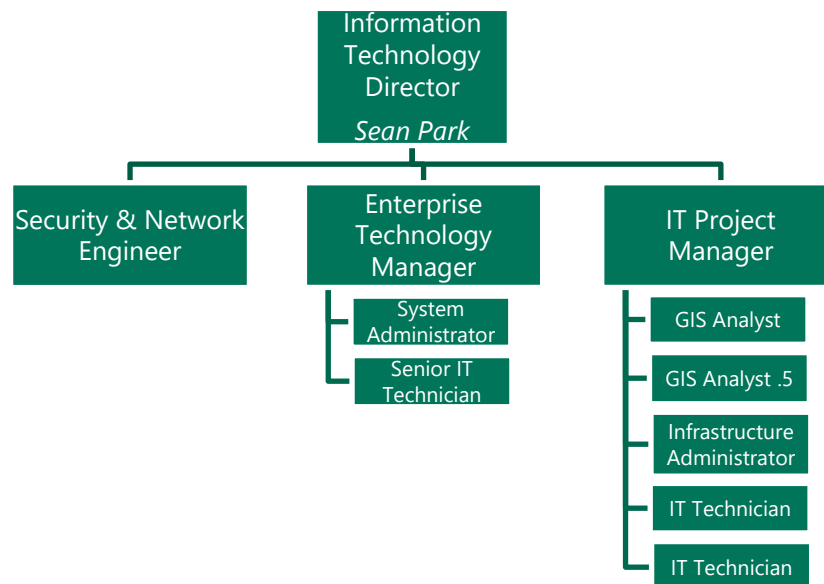 Information
Technology
Director
Sean Park
Security & Network
Engineer
Enterprise
Technology
Manager
IT Project
Manager
System
Administrator
Senior IT
Technician
GIS Analyst
GIS Analyst .5
Infrastructure
Administrator
IT Technician
IT Technician